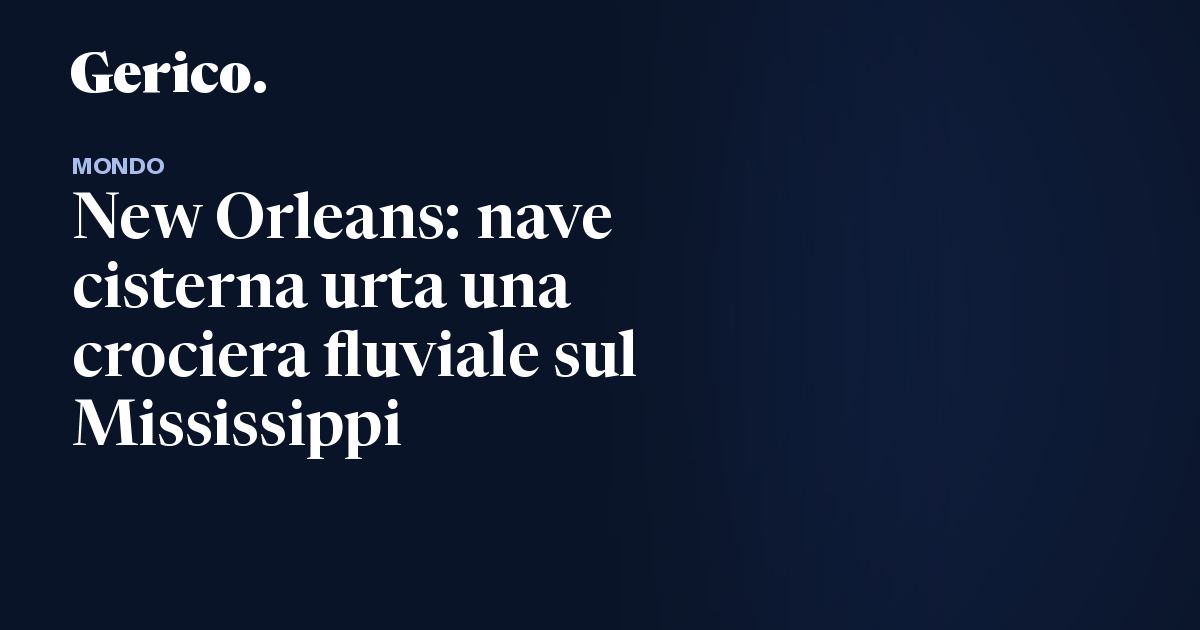 Gerico.
MONDO
New Orleans: nave
cisterna urta una
crociera fluviale sul
Mississippi